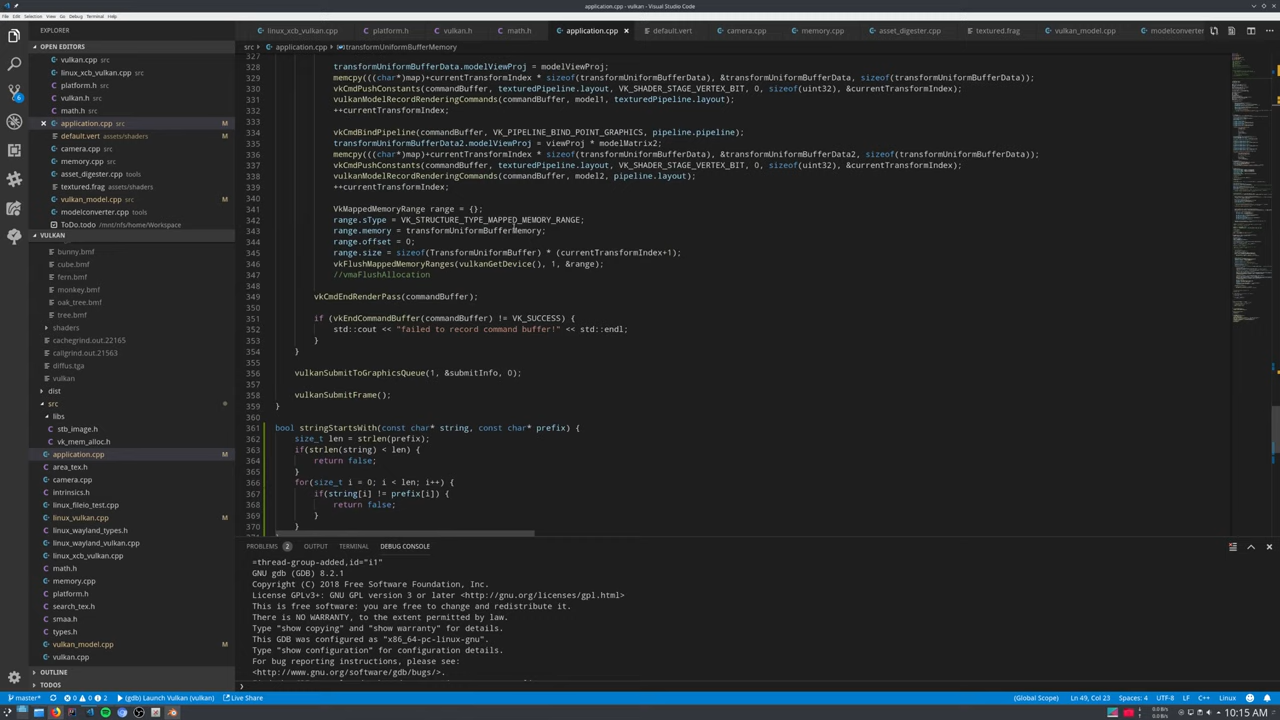 application.cpp - vulkan - Visual Studio Code
File Edit Selection View Go Debug Terminal Help
EXPLORER
OPEN EDITORS
vulkan.cpp
linux_xcb_vulkan.cpp
platform.h
vulkan.h
math.h
application.cpp src M
default.vert assets/shaders M
camera.cpp src
memory.cpp src
asset_digester.cpp tools
textured.frag assets/shaders
vulkan_model.cpp src M
modelconverter.cpp tools
ToDo.todo /mnt/nfs/home/Workspace
VULKAN
bunny.bmf
cube.bmf
fern.bmf
monkey.bmf
oak_tree.bmf
tree.bmf
shaders
cachegrind.out.22165
callgrind.out.21563
diffus.tga
vulkan
dist
src
libs
stb_image.h
vk_mem_alloc.h
application.cpp M
area_tex.h
camera.cpp
intrinsics.h
linux_fileio_test.cpp
linux_vulkan.cpp M
linux_wayland_types.h
linux_wayland_vulkan.cpp
linux_xcb_vulkan.cpp
math.h
memory.cpp
platform.h
search_tex.h
smaa.h
types.h
vulkan_model.cpp M
vulkan.cpp
OUTLINE
TODOS
linux_xcb_vulkan.cpp platform.h vulkan.h math.h application.cpp default.vert camera.cpp memory.cpp asset_digester.cpp textured.frag vulkan_model.cpp modelconverter
src application.cpp transformUniformBufferMemory
327
328 transformUniformBufferData.modelViewProj = modelViewProj;
329 memcpy(((char*)map)+currentTransformIndex * sizeof(transformUniformBufferData), &transformUniformBufferData, sizeof(transformUniformBufferData));
330 vkCmdPushConstants(commandBuffer, texturedPipeline.layout, VK_SHADER_STAGE_VERTEX_BIT, 0, sizeof(uint32), &currentTransformIndex);
331 vulkanModelRecordRenderingCommands(commandBuffer, model1, texturedPipeline.layout);
332 ++currentTransformIndex;
333
334 vkCmdBindPipeline(commandBuffer, VK_PIPELINE_BIND_POINT_GRAPHICS, pipeline.pipeline);
335 transformUniformBufferData2.modelViewProj = viewProj * modelMatrix2;
336 memcpy(((char*)map)+currentTransformIndex * sizeof(transformUniformBufferData), &transformUniformBufferData2, sizeof(transformUniformBufferData));
337 vkCmdPushConstants(commandBuffer, texturedPipeline.layout, VK_SHADER_STAGE_VERTEX_BIT, 0, sizeof(uint32), &currentTransformIndex);
338 vulkanModelRecordRenderingCommands(commandBuffer, model2, pipeline.layout);
339 ++currentTransformIndex;
340
341 VkMappedMemoryRange range = {};
342 range.sType = VK_STRUCTURE_TYPE_MAPPED_MEMORY_RANGE;
343 range.memory = transformUniformBufferMemory;
344 range.offset = 0;
345 range.size = sizeof(TransformUniformBuffer) * (currentTransformIndex+1);
346 vkFlushMappedMemoryRanges(vulkanGetDevice(), 1, &range);
347 //vmaFlushAllocation
348
349 vkCmdEndRenderPass(commandBuffer);
350
351 if (vkEndCommandBuffer(commandBuffer) != VK_SUCCESS) {
352 std::cout << "failed to record command buffer!" << std::endl;
353 }
354 }
355
356 vulkanSubmitToGraphicsQueue(1, &submitInfo, 0);
357
358 vulkanSubmitFrame();
359 }
360
361 bool stringStartsWith(const char* string, const char* prefix) {
362 size_t len = strlen(prefix);
363 if(strlen(string) < len) {
364 return false;
365 }
366 for(size_t i = 0; i < len; i++) {
367 if(string[i] != prefix[i]) {
368 return false;
369 }
370 }
PROBLEMS 2 OUTPUT TERMINAL DEBUG CONSOLE
=thread-group-added,id="i1"
GNU gdb (GDB) 8.2.1
Copyright (C) 2018 Free Software Foundation, Inc.
License GPLv3+: GNU GPL version 3 or later <http://gnu.org/licenses/gpl.html>
This is free software: you are free to change and redistribute it.
There is NO WARRANTY, to the extent permitted by law.
Type "show copying" and "show warranty" for details.
This GDB was configured as "x86_64-pc-linux-gnu".
Type "show configuration" for configuration details.
For bug reporting instructions, please see:
<http://www.gnu.org/software/gdb/bugs/>.
master* 0 0 2 (gdb) Launch Vulkan (vulkan) Live Share (Global Scope) Ln 49, Col 23 Spaces: 4 UTF-8 LF C++ Linux
0.0 B/s
0.0 B/s
10:15 AM